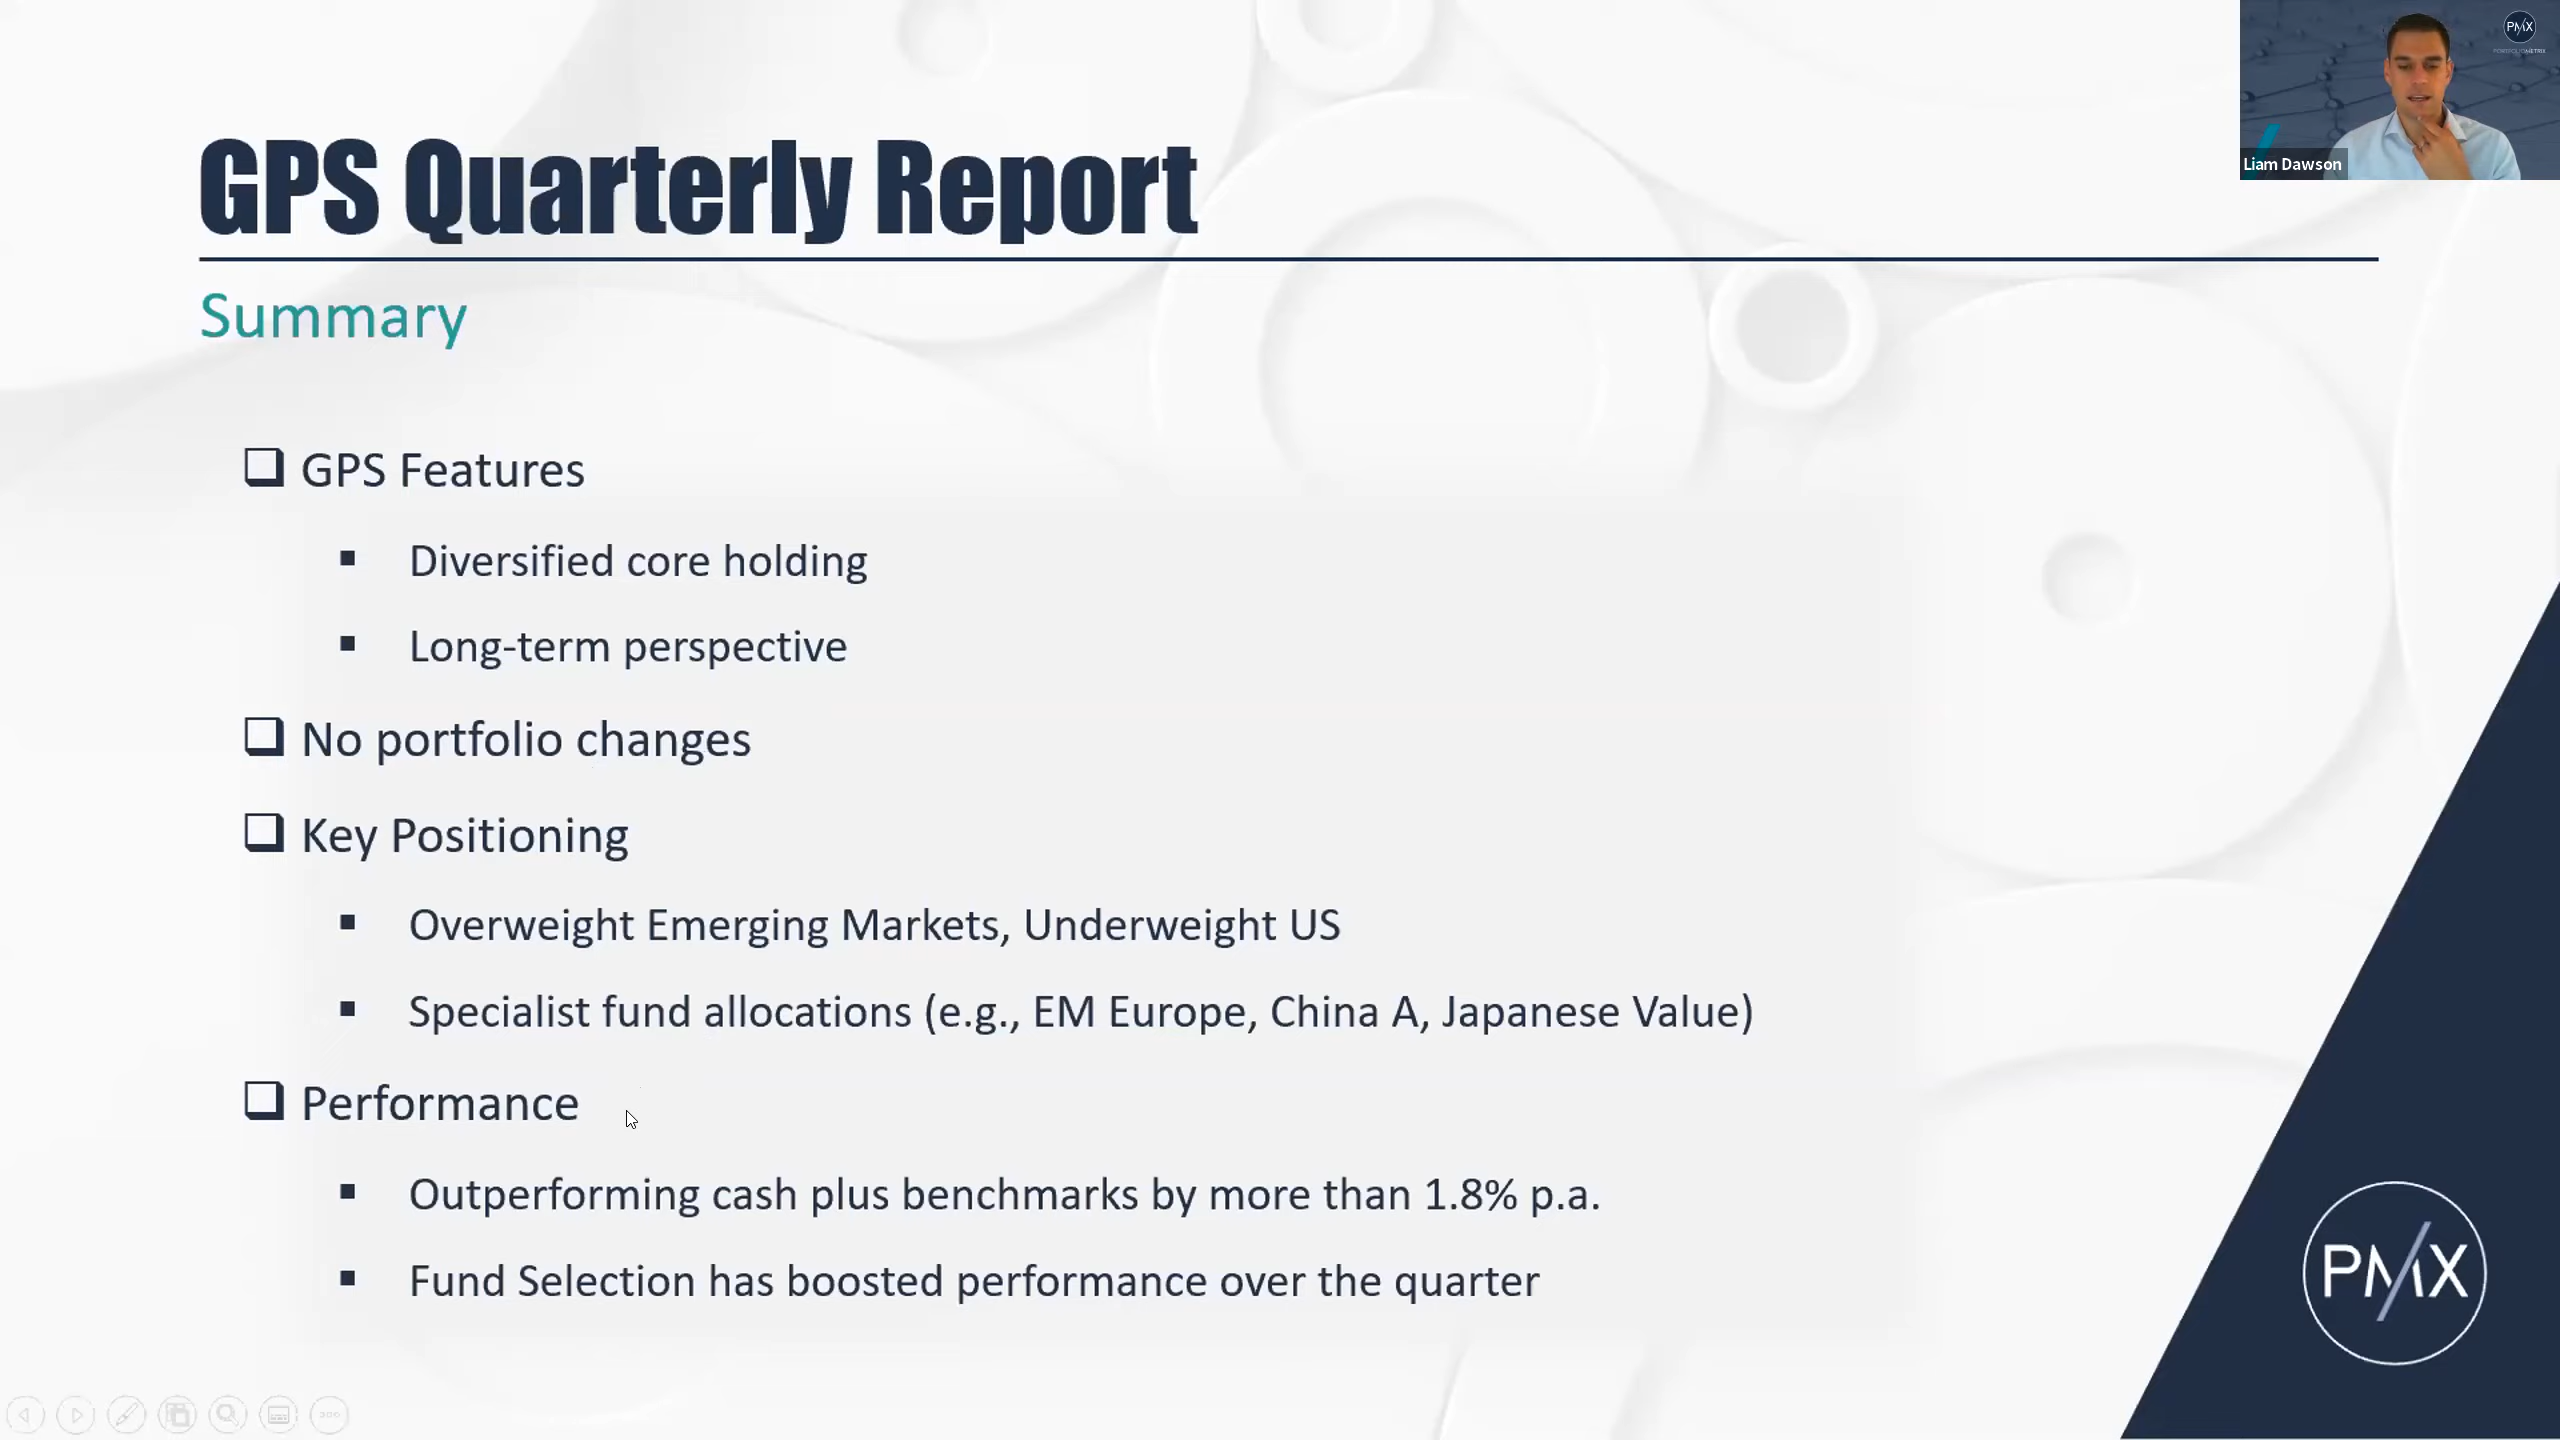 PMX
PORTFOLIOMETRIX
Liam Dawson
GPS Quarterly Report
Summary
GPS Features
Diversified core holding
Long-term perspective
No portfolio changes
Key Positioning
Overweight Emerging Markets, Underweight US
Specialist fund allocations (e.g., EM Europe, China A, Japanese Value)
Performance
Outperforming cash plus benchmarks by more than 1.8% p.a.
Fund Selection has boosted performance over the quarter
PMX